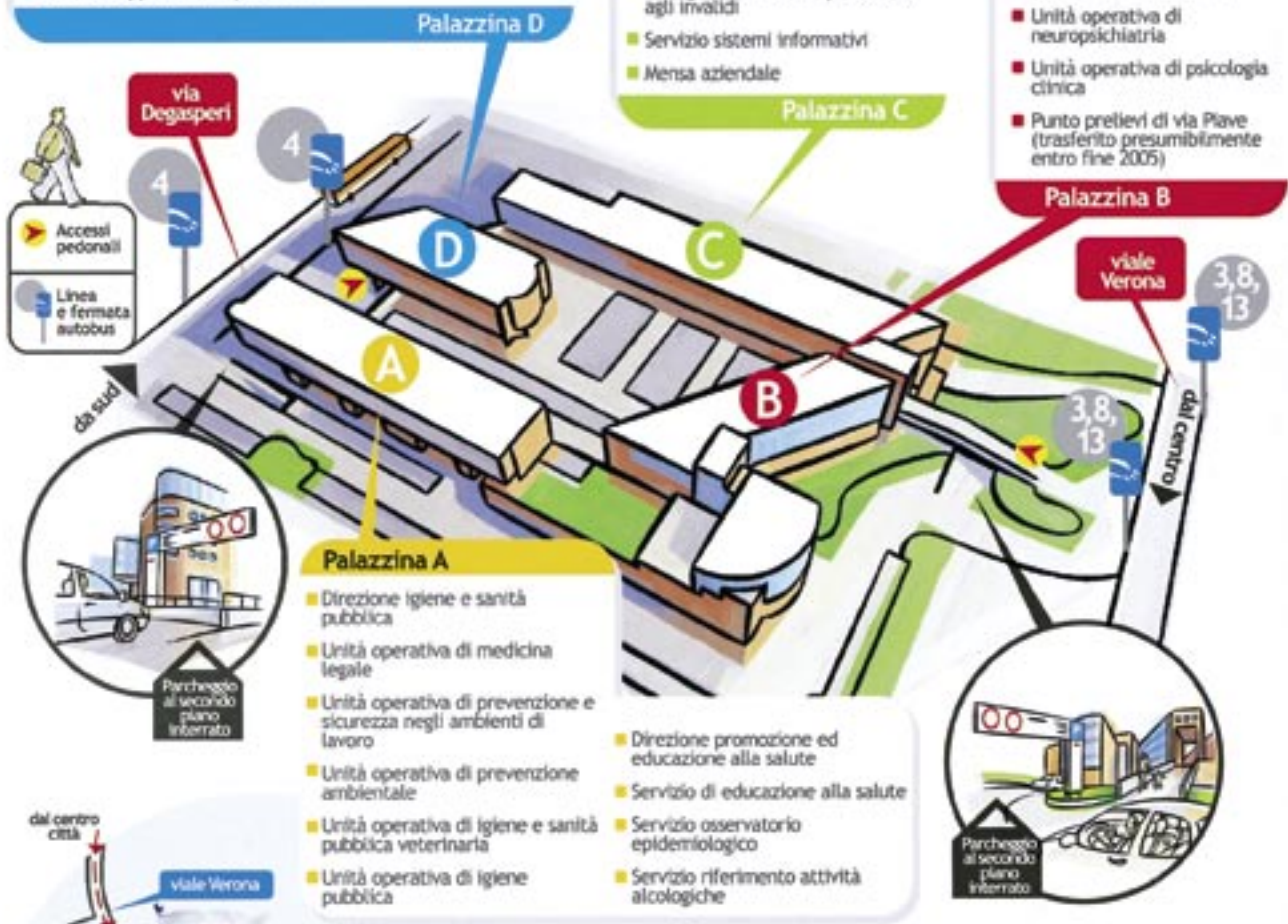 Palazzina D
agli invalidi
Servizio sistemi informativi
Mensa aziendale
Palazzina C
Unità operativa di
neuropsichiatria
Unità operativa di psicologia
clinica
Punto prelievi di via Piave
(trasferito presumibilmente
entro fine 2005)
Palazzina B
via
Degasperi
4
4
Accessi
pedonali
Linea
e fermata
autobus
D
C
A
B
viale
Verona
3,8,
13
3,8,
13
da sud
dal centro
Parcheggio
al secondo
piano
interrato
Palazzina A
Direzione igiene e sanità
pubblica
Unità operativa di medicina
legale
Unità operativa di prevenzione e
sicurezza negli ambienti di
lavoro
Unità operativa di prevenzione
ambientale
Unità operativa di igiene e sanità
pubblica veterinaria
Unità operativa di igiene
pubblica
Direzione promozione ed
educazione alla salute
Servizio di educazione alla salute
Servizio osservatorio
epidemiologico
Servizio riferimento attività
alcologiche
Parcheggio
al secondo
piano
interrato
dal centro
città
viale Verona